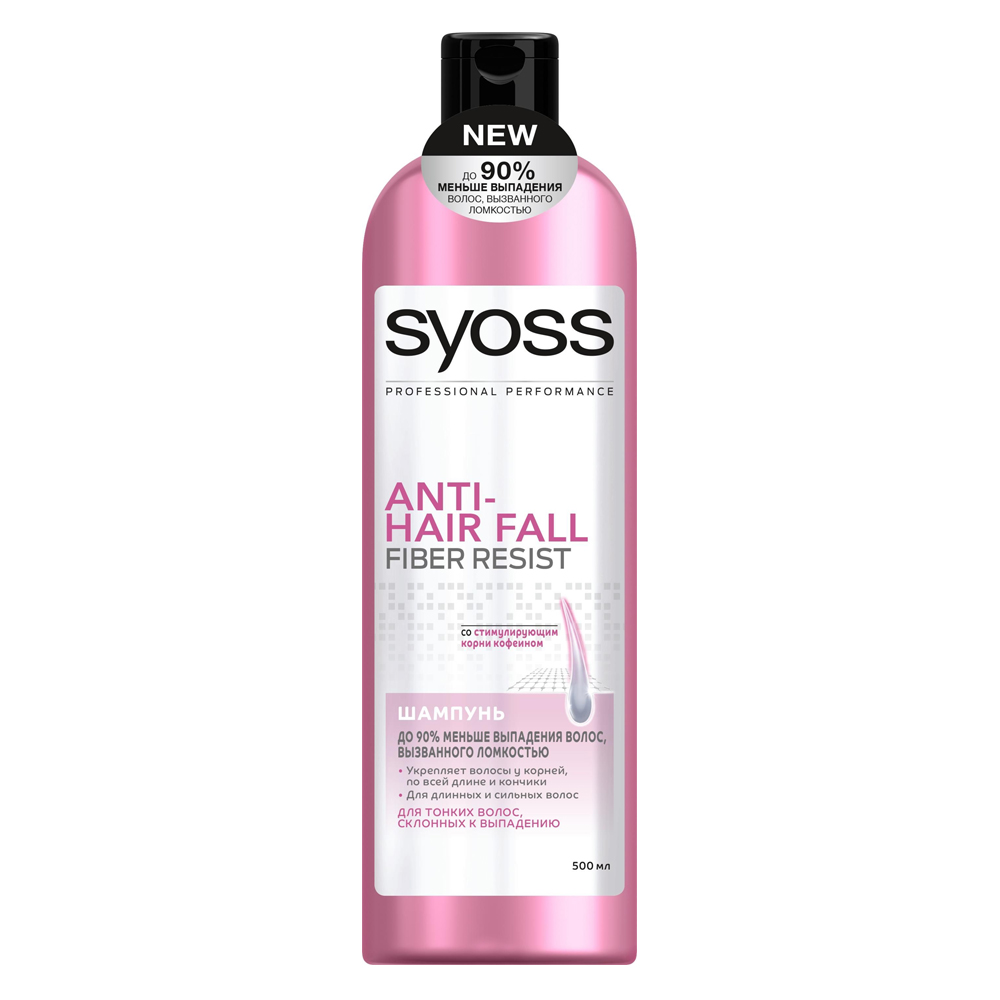 NEW
ДО 90%
МЕНЬШЕ ВЫПАДЕНИЯ
ВОЛОС, ВЫЗВАННОГО
ЛОМКОСТЬЮ
syoss
PROFESSIONAL PERFORMANCE
ANTI-
HAIR FALL
FIBER RESIST
со стимулирующим
корни кофеином
ШАМПУНЬ
ДО 90% МЕНЬШЕ ВЫПАДЕНИЯ ВОЛОС,
ВЫЗВАННОГО ЛОМКОСТЬЮ
• Укрепляет волосы у корней,
по всей длине и кончики
• Для длинных и сильных волос
ДЛЯ ТОНКИХ ВОЛОС,
СКЛОННЫХ К ВЫПАДЕНИЮ
500 мл